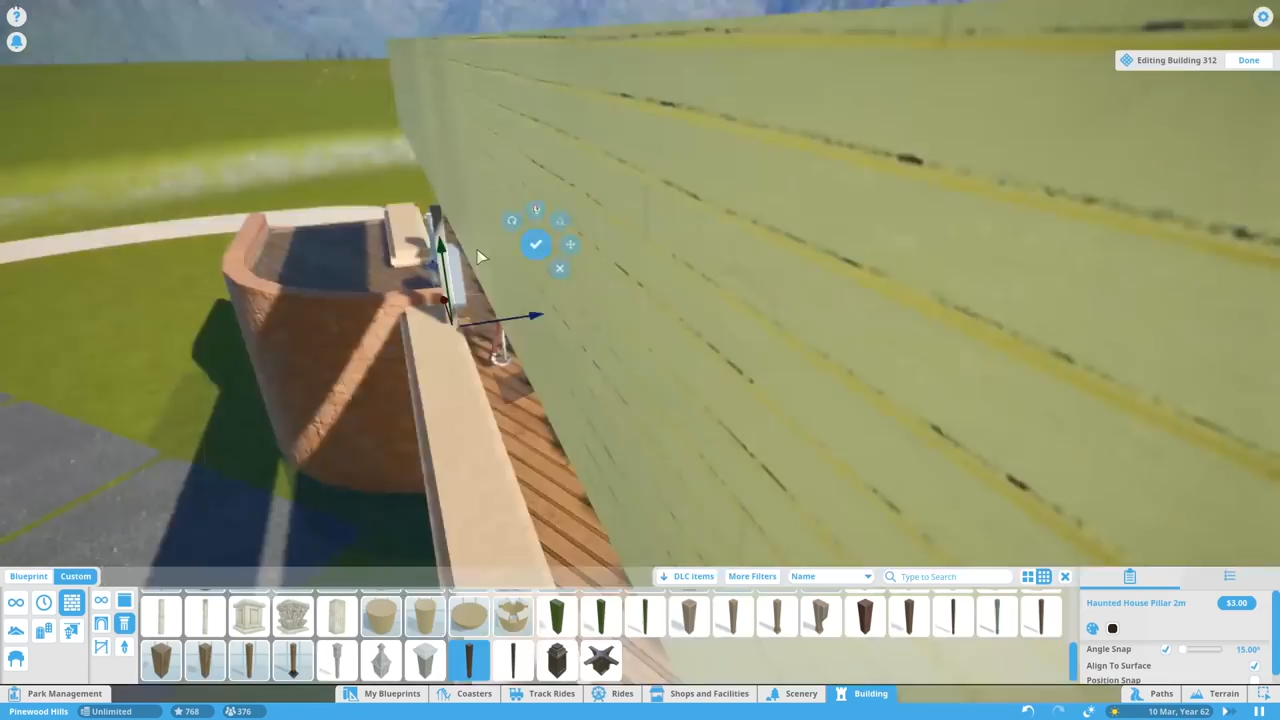 Editing Building 312 Done
Blueprint Custom
DLC items More Filters Name Type to Search
Haunted House Pillar 2m $3.00
Angle Snap 15.00°
Align To Surface
Position Snap
Park Management My Blueprints Coasters Track Rides Rides Shops and Facilities Scenery Building Paths Terrain
Pinewood Hills Unlimited 768 376 10 Mar, Year 62